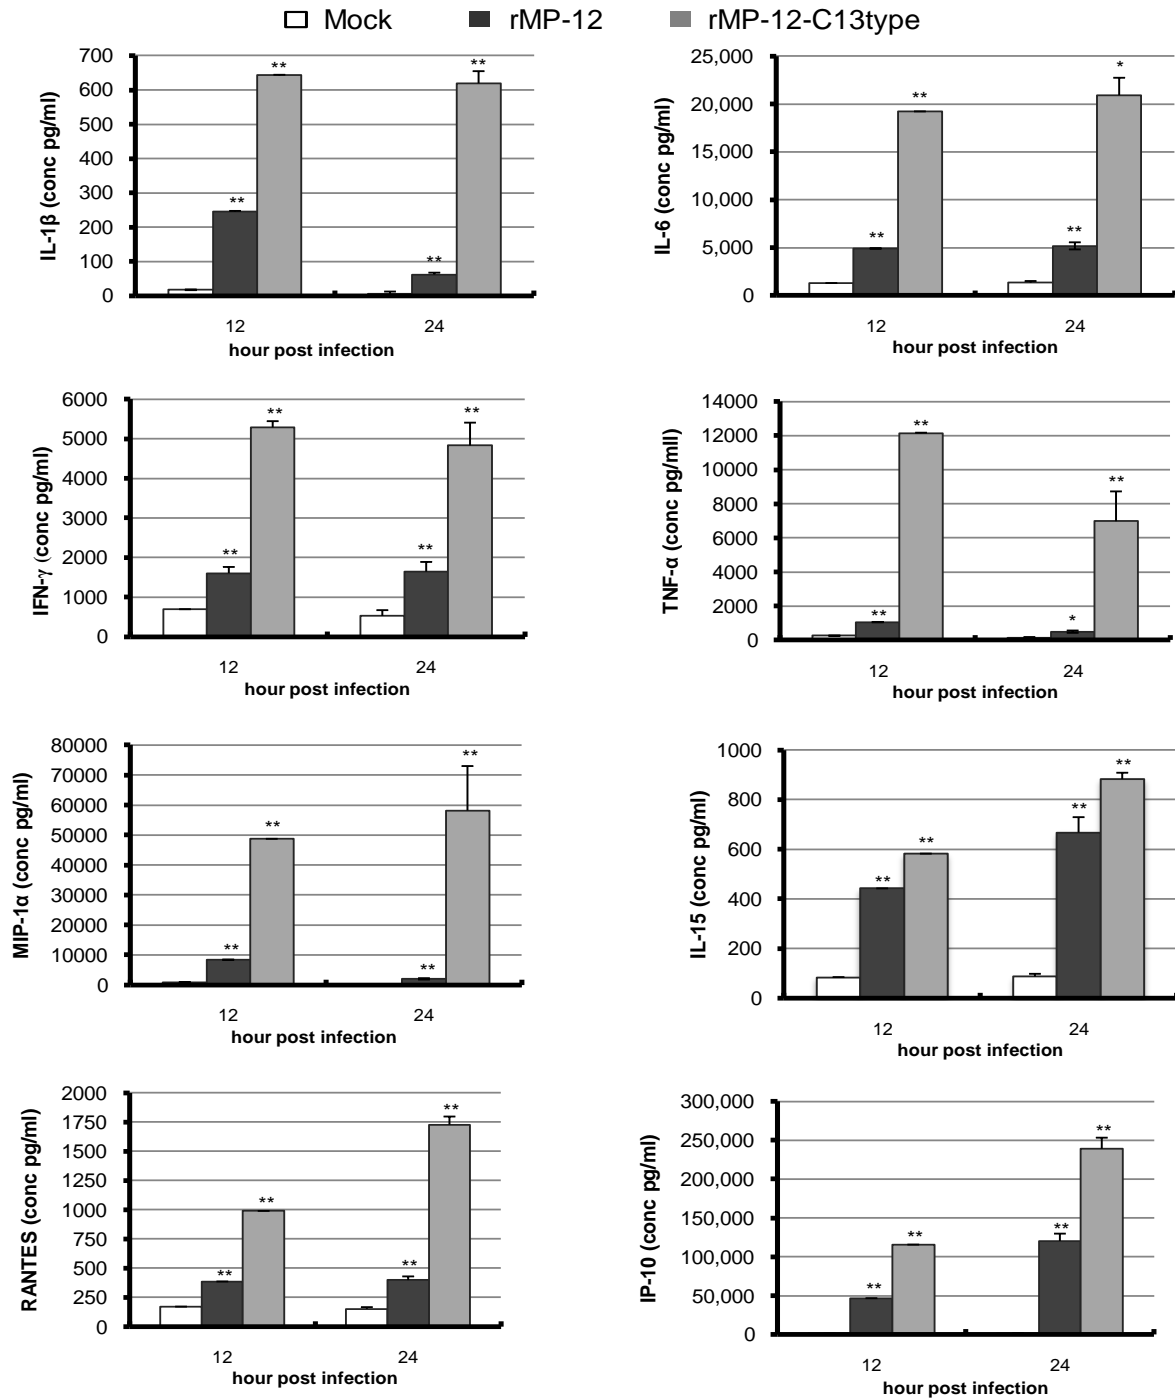 Mock rMP-12 rMP-12-C13type
IL-1β (conc pg/ml)
700
600
500
400
300
200
100
0
** ** ** **
12 24
hour post infection
IL-6 (conc pg/ml)
25,000
20,000
15,000
10,000
5,000
0
** ** ** *
12 24
hour post infection
IFN-γ (conc pg/ml)
6000
5000
4000
3000
2000
1000
0
** ** ** **
12 24
hour post infection
TNF-α (conc pg/mll)
14000
12000
10000
8000
6000
4000
2000
0
** ** * **
12 24
hour post infection
MIP-1α (conc pg/ml)
80000
70000
60000
50000
40000
30000
20000
10000
0
** ** ** **
12 24
hour post infection
IL-15 (conc pg/ml)
1000
800
600
400
200
0
** ** ** **
12 24
hour post infection
RANTES (conc pg/ml)
2000
1750
1500
1250
1000
750
500
250
0
** ** ** **
12 24
hour post infection
IP-10 (conc pg/ml)
300,000
250,000
200,000
150,000
100,000
50,000
0
** ** ** **
12 24
hour post infection